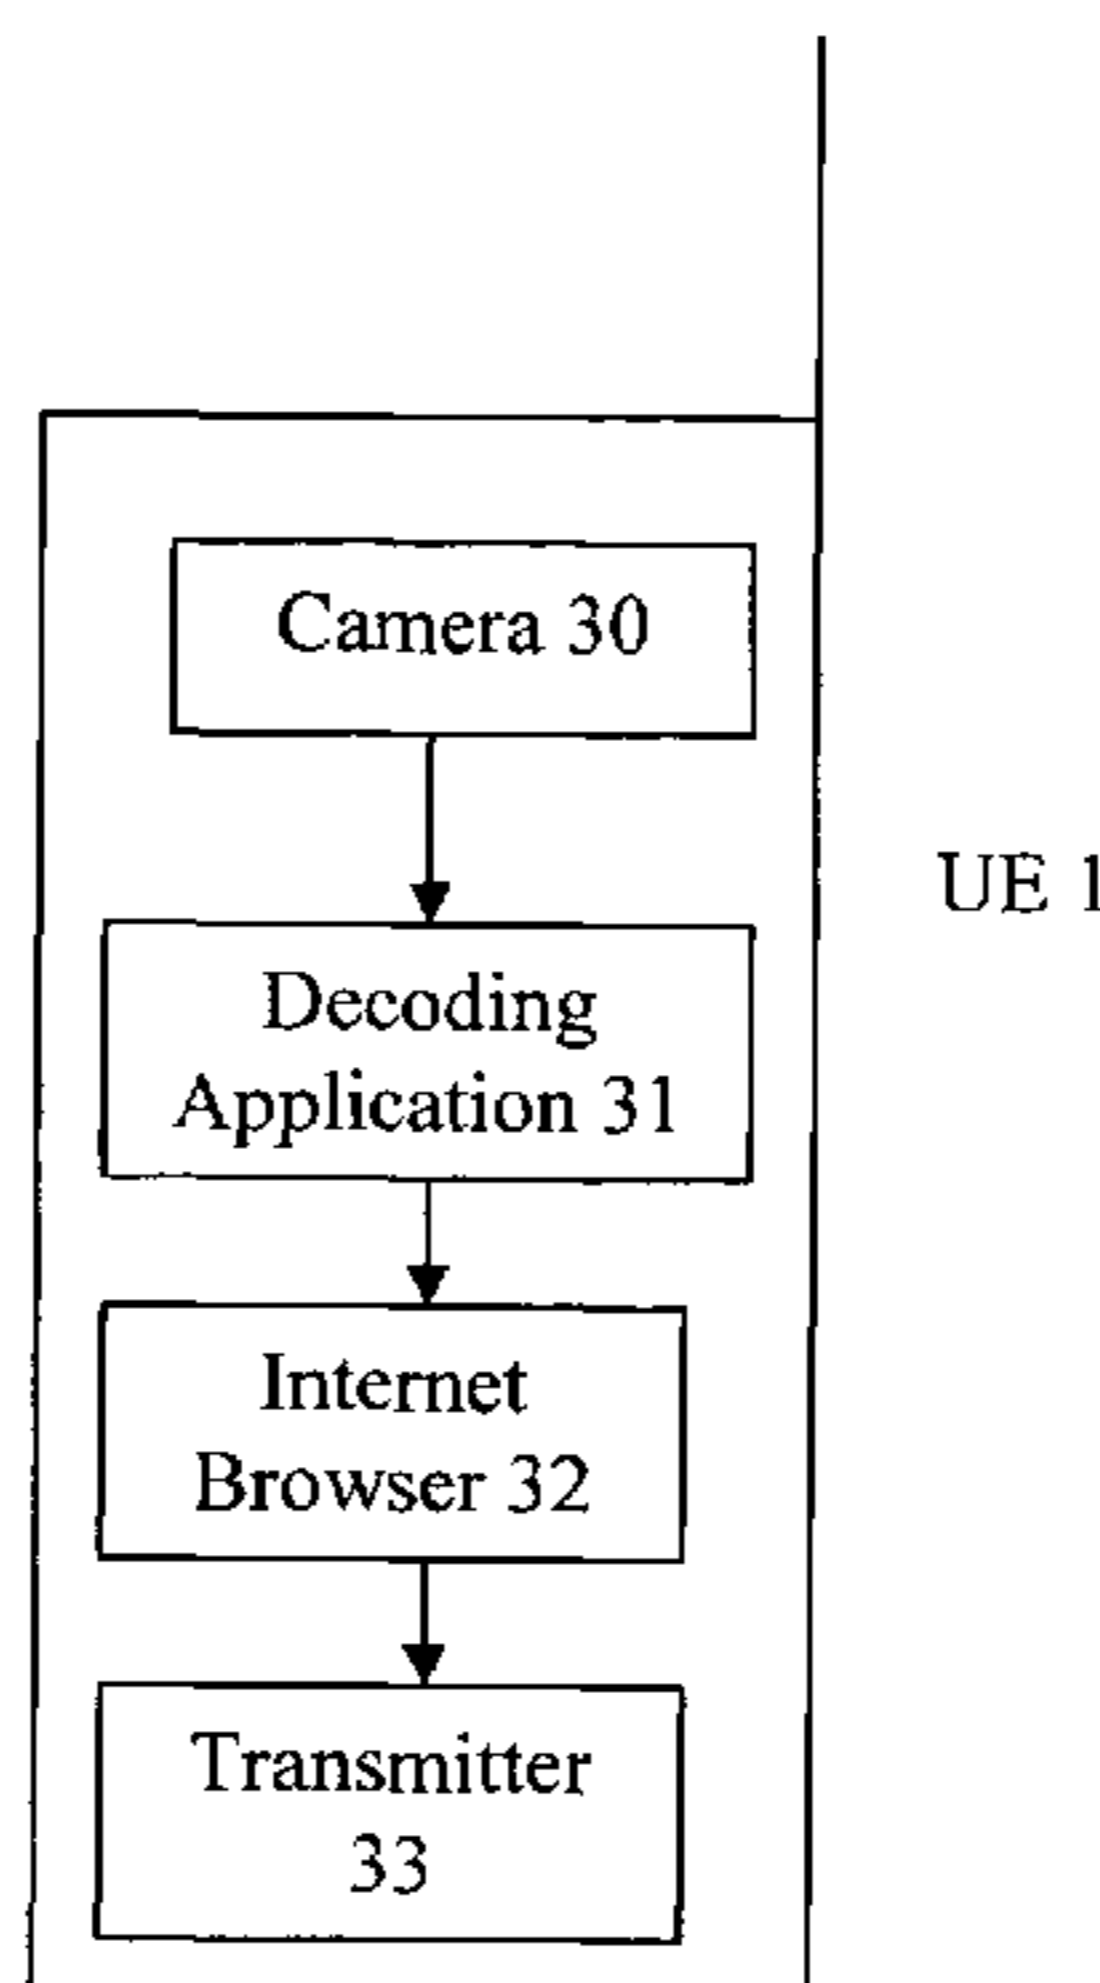 Camera 30
UE 1
Decoding
Application 31
Internet
Browser 32
Transmitter
33